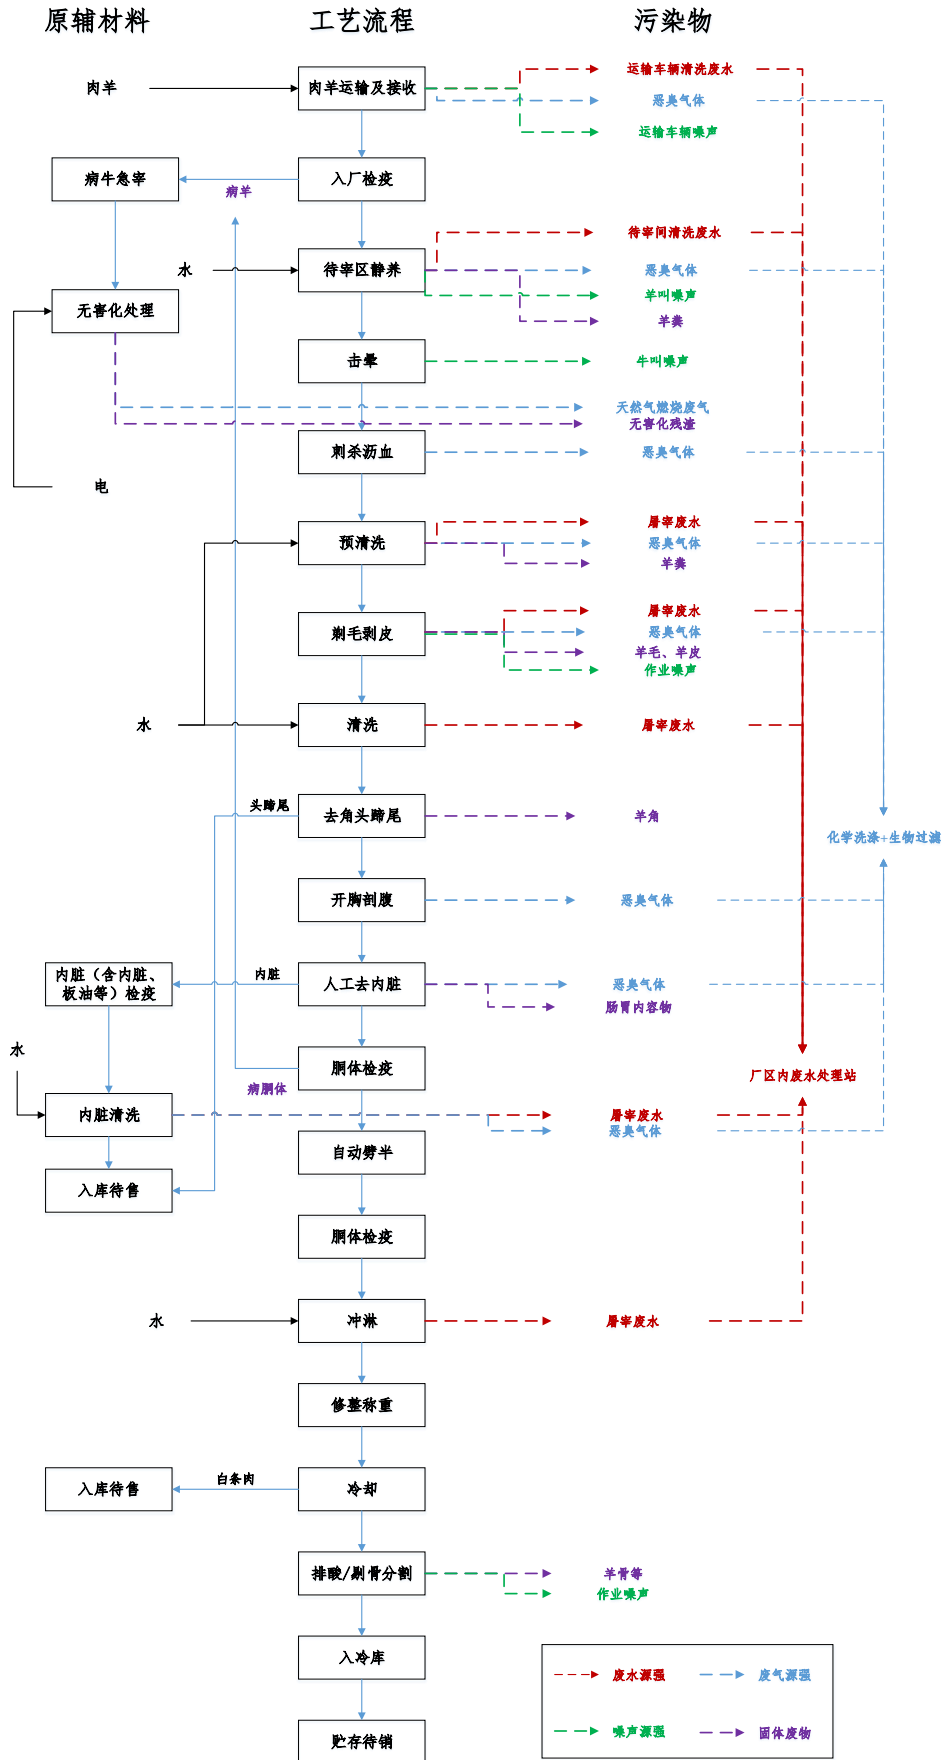 原辅材料
工艺流程
污染物
运输车辆清洗废水
肉羊
肉羊运输及接收
恶臭气体
运输车辆噪声
病牛急宰
病羊
入厂检疫
待宰间清洗废水
水
待宰区静养
恶臭气体
羊叫噪声
无害化处理
羊粪
击晕
牛叫噪声
天然气燃烧废气
无害化残渣
刺杀沥血
恶臭气体
电
屠宰废水
预清洗
恶臭气体
羊粪
屠宰废水
剃毛剥皮
恶臭气体
羊毛、羊皮
作业噪声
水
清洗
屠宰废水
头蹄尾
去角头蹄尾
羊角
化学洗涤+生物过滤
开胸剖腹
恶臭气体
内脏（含内脏、
板油等）检疫
内脏
人工去内脏
恶臭气体
肠胃内容物
水
胴体检疫
厂区内废水处理站
病胴体
内脏清洗
屠宰废水
恶臭气体
自动劈半
入库待售
胴体检疫
水
冲淋
屠宰废水
修整称重
入库待售
白条肉
冷却
排酸/剔骨分割
羊骨等
作业噪声
入冷库
废水源强
废气源强
噪声源强
固体废物
贮存待销